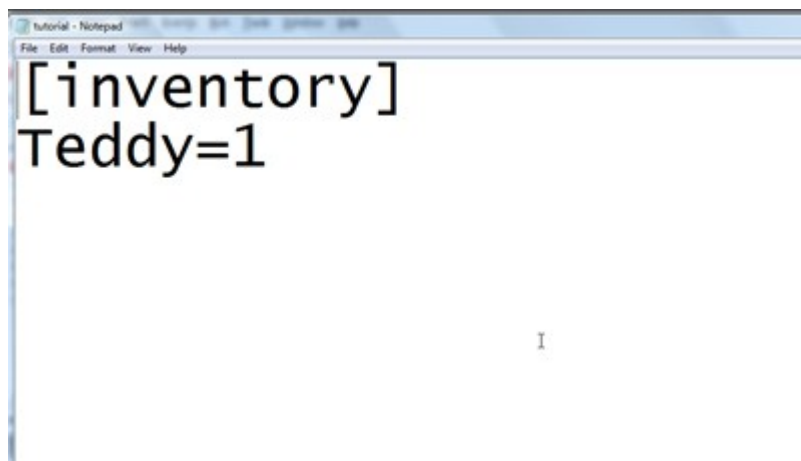 tutorial - Notepad
File Edit Format View Help
[inventory]
Teddy=1